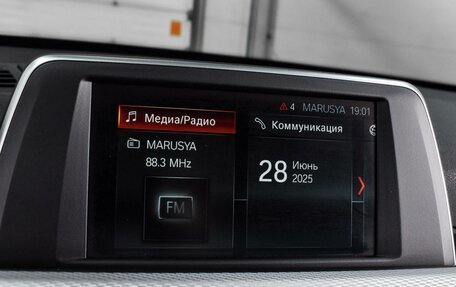 4 MARUSYA 19:01
Медиа/Радио
MARUSYA
88.3 MHz
FM
Коммуникация
28 Июнь
2025